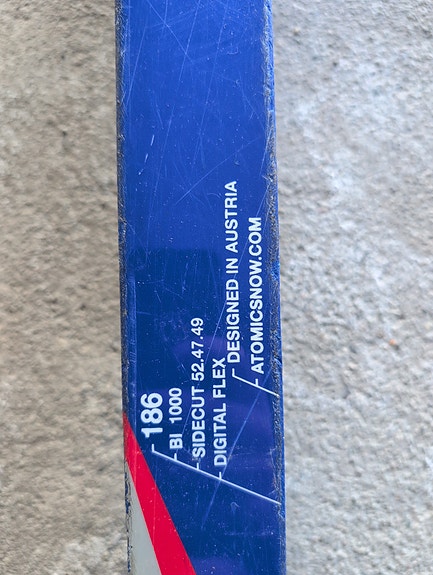 186
BI 1000
SIDECUT 52.47.49
DIGITAL FLEX
DESIGNED IN AUSTRIA
ATOMICSNOW.COM